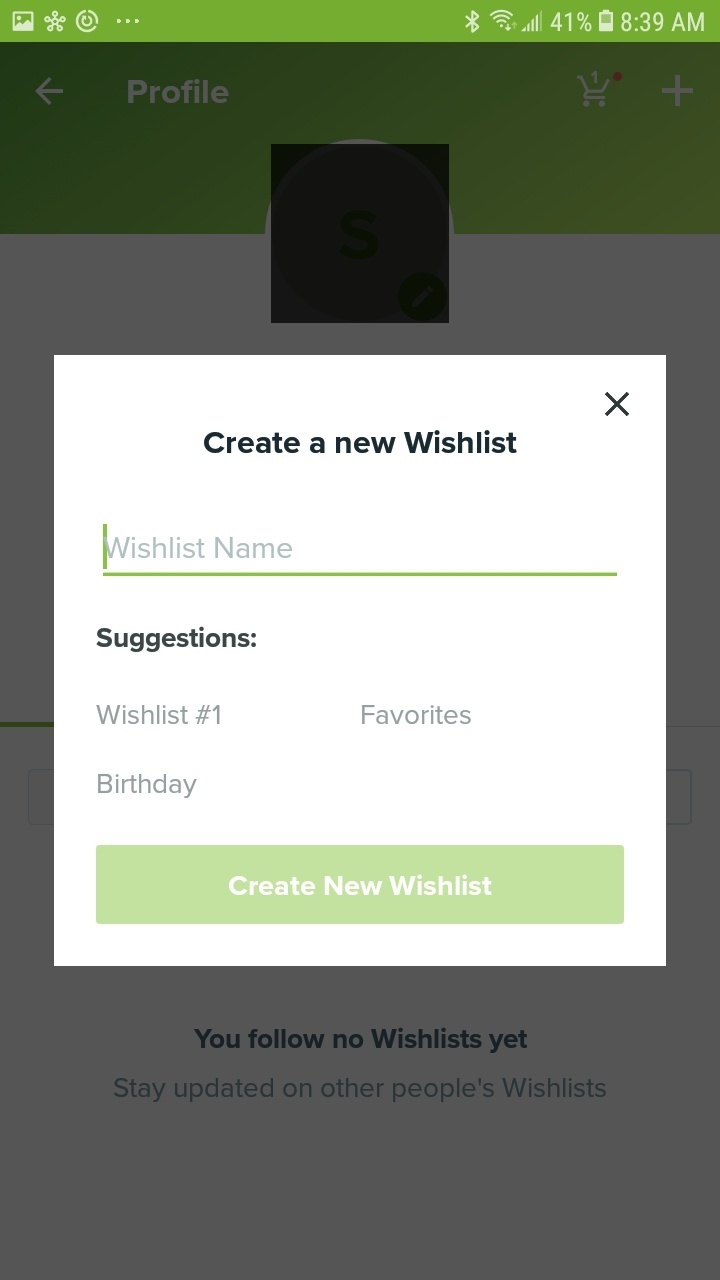 41% 8:39 AM
Profile
1
S
Create a new Wishlist
Wishlist Name
Suggestions:
Wishlist #1 Favorites
Birthday
Create New Wishlist
You follow no Wishlists yet
Stay updated on other people's Wishlists